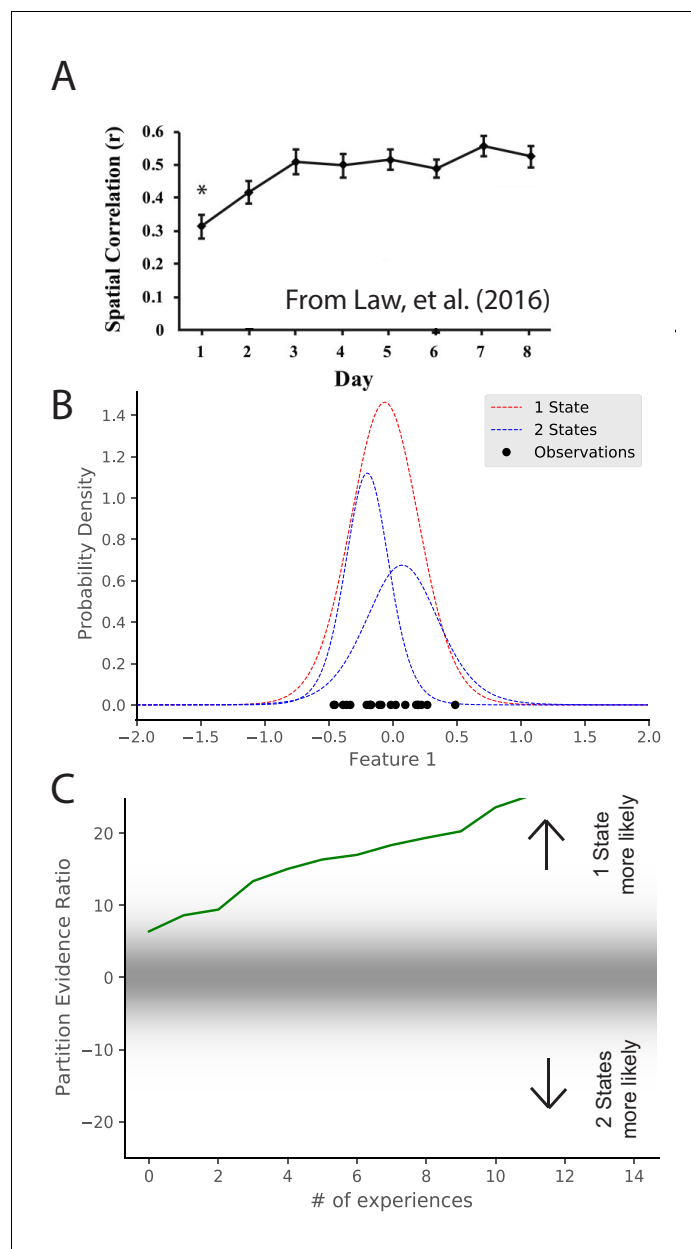 A
Spatial Correlation (r)
0.6
0.5
0.4
0.3
0.2
0.1
0
*
From Law, et al. (2016)
1 2 3 4 5 6 7 8
Day
B
Probability Density
1.4
1.2
1.0
0.8
0.6
0.4
0.2
0.0
1 State
2 States
Observations
−2.0 −1.5 −1.0 −0.5 0.0 0.5 1.0 1.5 2.0
Feature 1
C
Partition Evidence Ratio
20
10
0
−10
−20
1 State
more likely
2 States
more likely
0 2 4 6 8 10 12 14
# of experiences